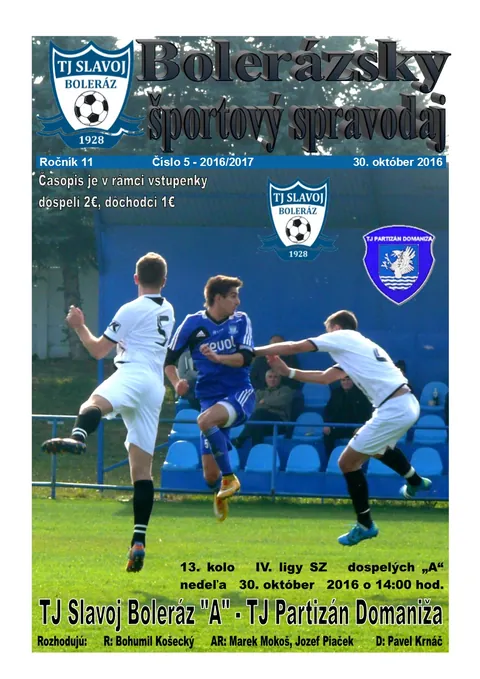 TJ SLAVOJ
BOLERÁZ
1928
Bolerázsky
športový spravodaj
Ročník 11 Číslo 5 - 2016/2017 30. október 2016
Časopis je v rámci vstupenky
dospelí 2€, dôchodci 1€
TJ SLAVOJ
BOLERÁZ
1928
TJ PARTIZÁN DOMANIŽA
5
13. kolo IV. ligy SZ dospelých „A“
nedeľa 30. október 2016 o 14:00 hod.
TJ Slavoj Boleráz "A" - TJ Partizán Domaniža
Rozhodujú: R: Bohumil Košecký AR: Marek Mokoš, Jozef Piaček D: Pavel Krnáč